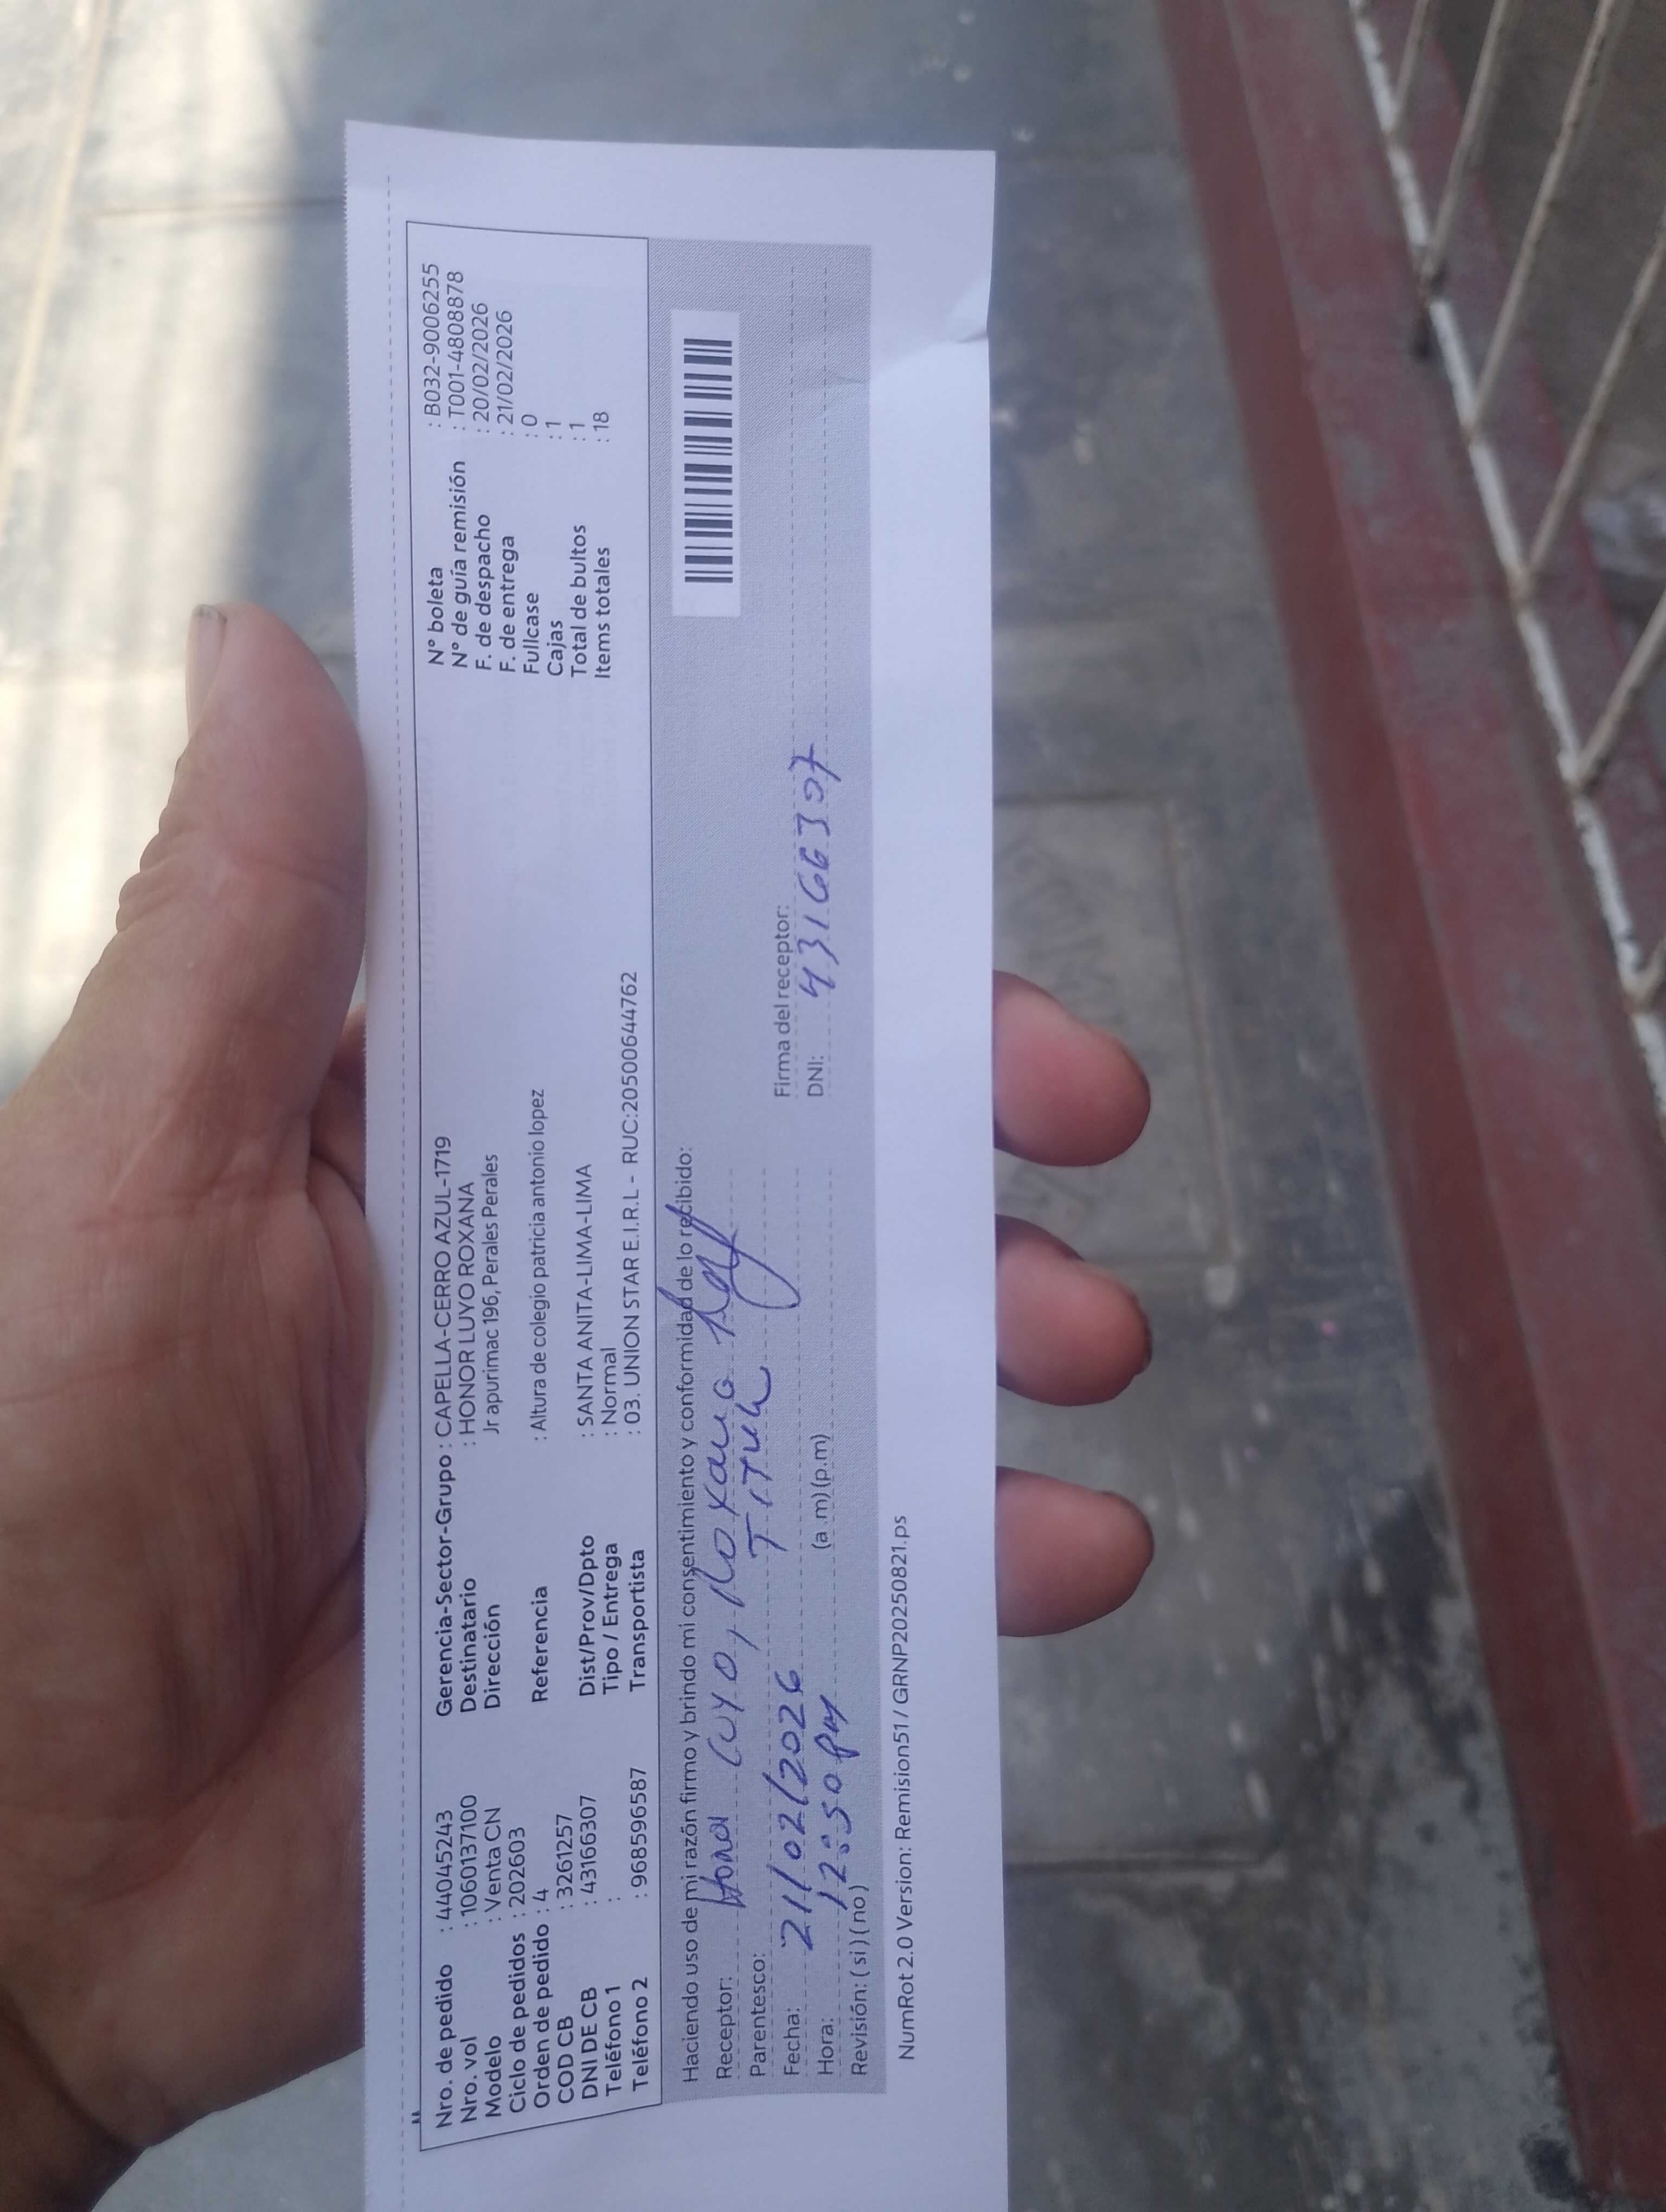 Nro. de pedido : 44045243
Nro. vol : 1060137100
Modelo : Venta CN
Ciclo de pedidos : 202603
Orden de pedido : 4
COD CB : 3261257
DNI DE CB : 43166307
Teléfono 1 :
Teléfono 2 : 968596587
Gerencia-Sector-Grupo : CAPELLA-CERRO AZUL-1719
Destinatario : HONOR LUYO ROXANA
Dirección Jr apurimac 196, Perales Perales
Referencia : Altura de colegio patricia antonio lopez
Dist/Prov/Dpto : SANTA ANITA-LIMA-LIMA
Tipo / Entrega : Normal
Transportista : 03. UNION STAR E.I.R.L - RUC:20500644762
N° boleta : B032-9006255
N° de guía remisión : T001-4808878
F. de despacho : 20/02/2026
F. de entrega : 21/02/2026
Fullcase : 0
Cajas : 1
Total de bultos : 1
Items totales : 18
Haciendo uso de mi razón firmo y brindo mi consentimiento y conformidad de lo recibido:
Receptor: Honor Luyo, Roxana
Parentesco: Titul
Fecha: 21/02/2026
Hora: 12:50 pm (a .m) (p.m)
Revisión: ( si ) ( no )
Firma del receptor:
DNI: 43166307
NumRot 2.0 Version: Remision51 / GRNP20250821.ps